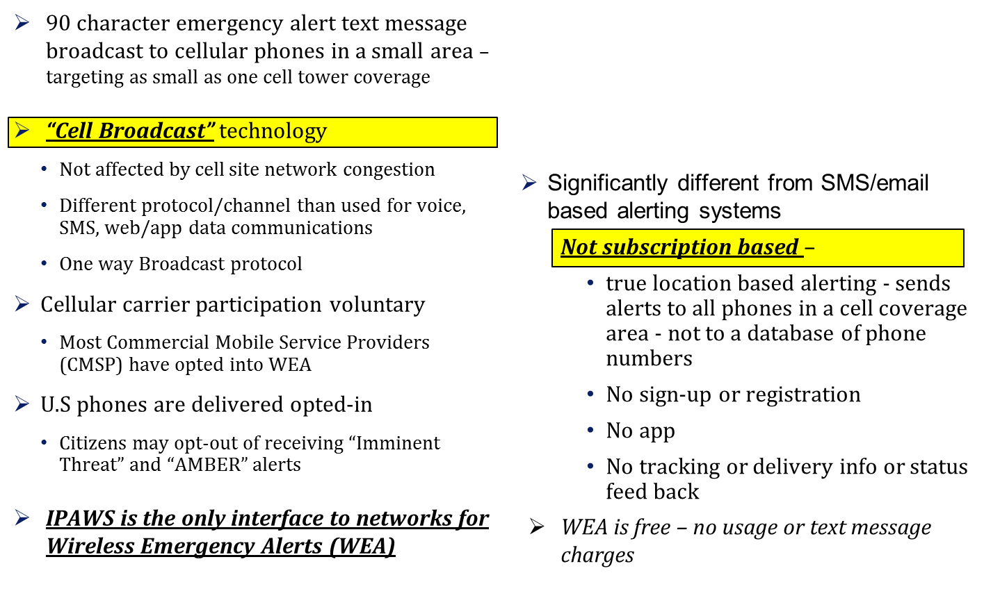 90 character emergency alert text message
broadcast to cellular phones in a small area –
targeting as small as one cell tower coverage
“Cell Broadcast” technology
Not affected by cell site network congestion
Different protocol/channel than used for voice,
SMS, web/app data communications
One way Broadcast protocol
Cellular carrier participation voluntary
Most Commercial Mobile Service Providers
(CMSP) have opted into WEA
U.S phones are delivered opted-in
Citizens may opt-out of receiving “Imminent
Threat” and “AMBER” alerts
IPAWS is the only interface to networks for
Wireless Emergency Alerts (WEA)
Significantly different from SMS/email
based alerting systems
Not subscription based –
true location based alerting - sends
alerts to all phones in a cell coverage
area - not to a database of phone
numbers
No sign-up or registration
No app
No tracking or delivery info or status
feed back
WEA is free – no usage or text message
charges